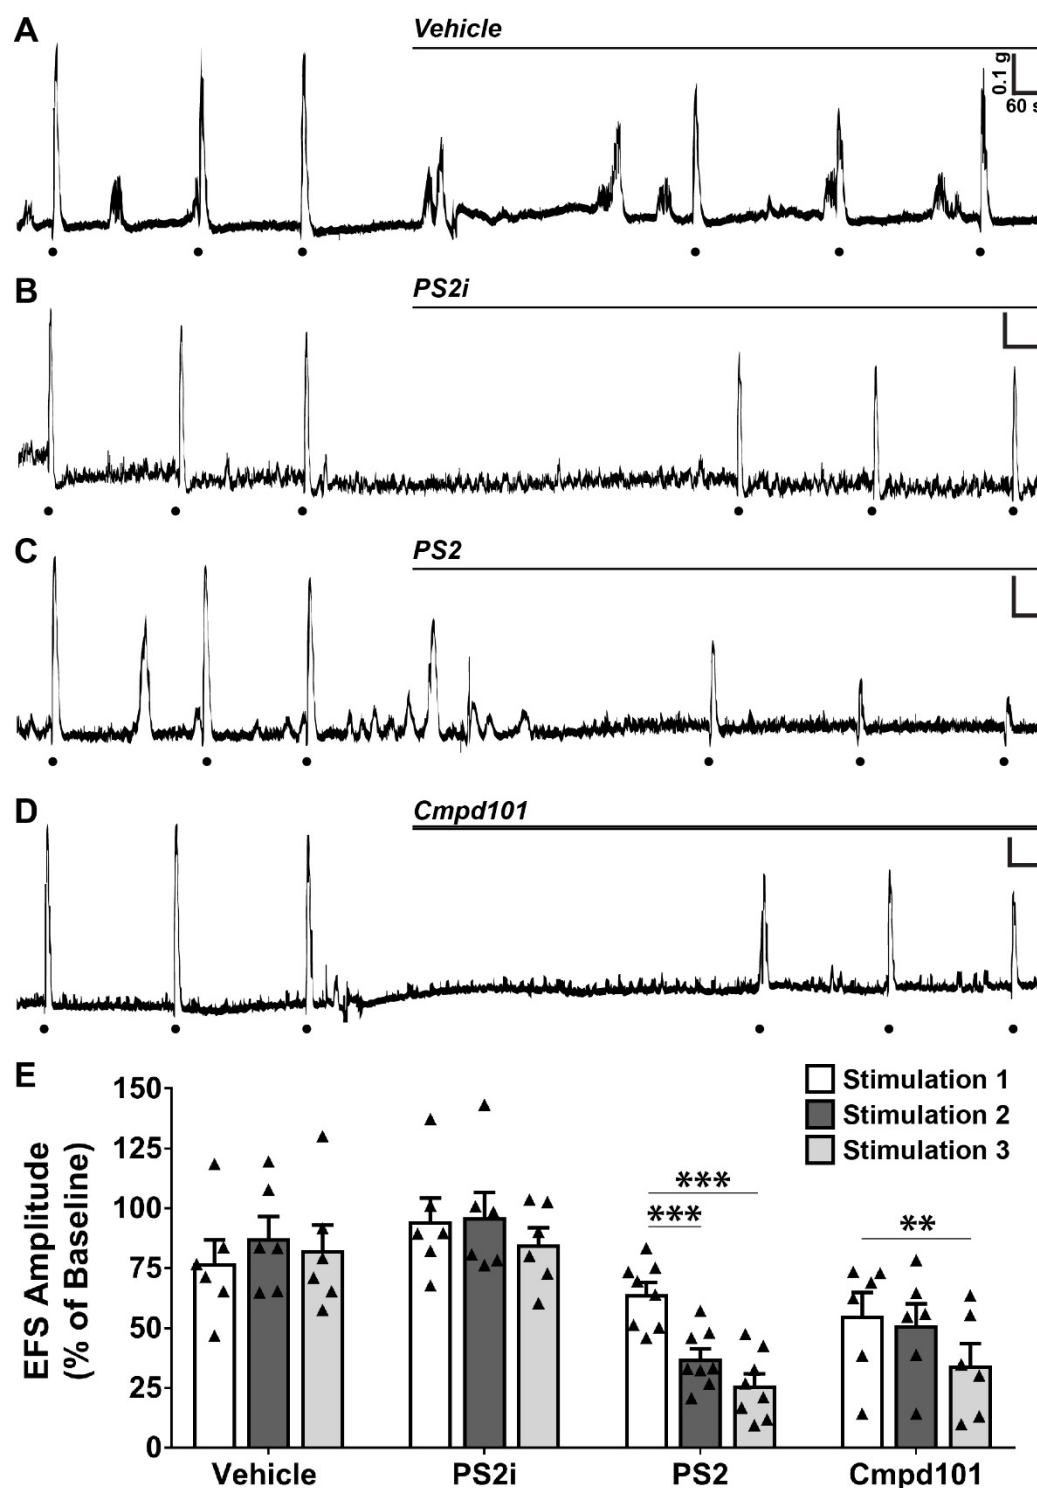 A
Vehicle
0.1 g
60 s
B
PS2i
C
PS2
D
Cmpd101
E
Stimulation 1
Stimulation 2
Stimulation 3
EFS Amplitude
(% of Baseline)
150
125
100
75
50
25
0
***
***
**
Vehicle PS2i PS2 Cmpd101